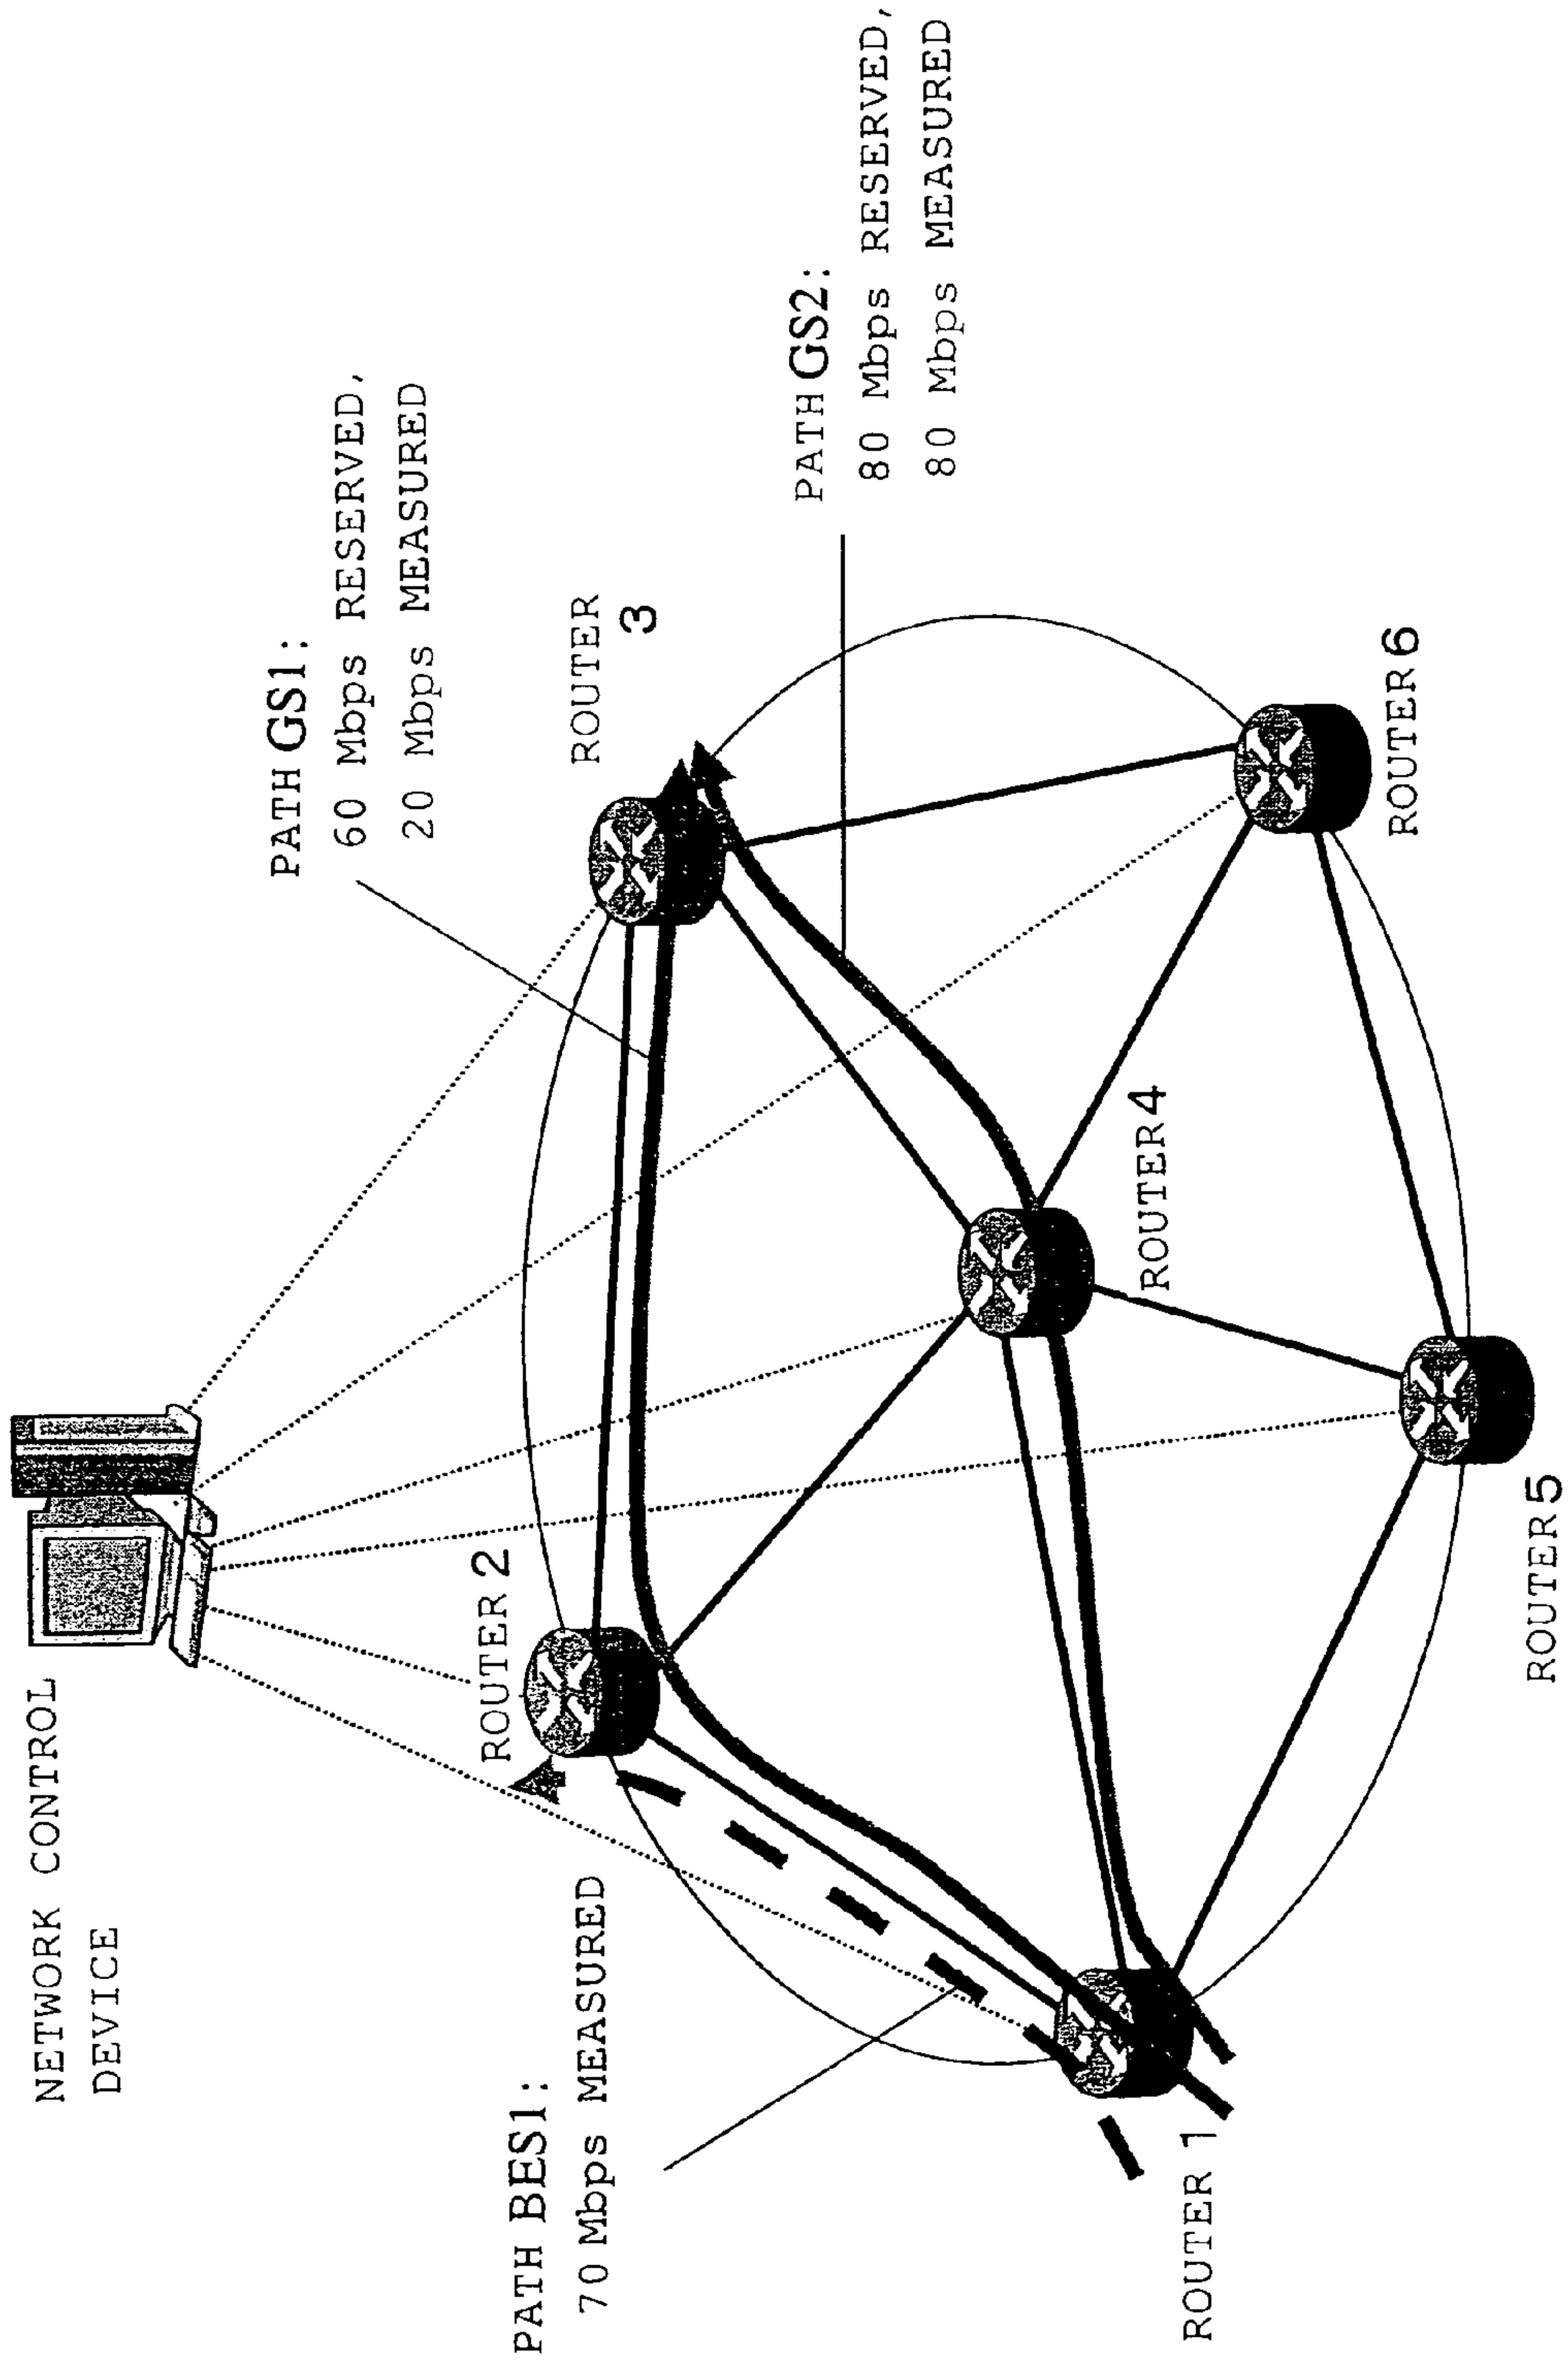 NETWORK CONTROL
DEVICE
PATH GS1:
60 Mbps RESERVED,
20 Mbps MEASURED
PATH BES1:
70 Mbps MEASURED
ROUTER 2
ROUTER
3
PATH GS2:
80 Mbps RESERVED,
80 Mbps MEASURED
ROUTER 4
ROUTER 1
ROUTER 6
ROUTER 5